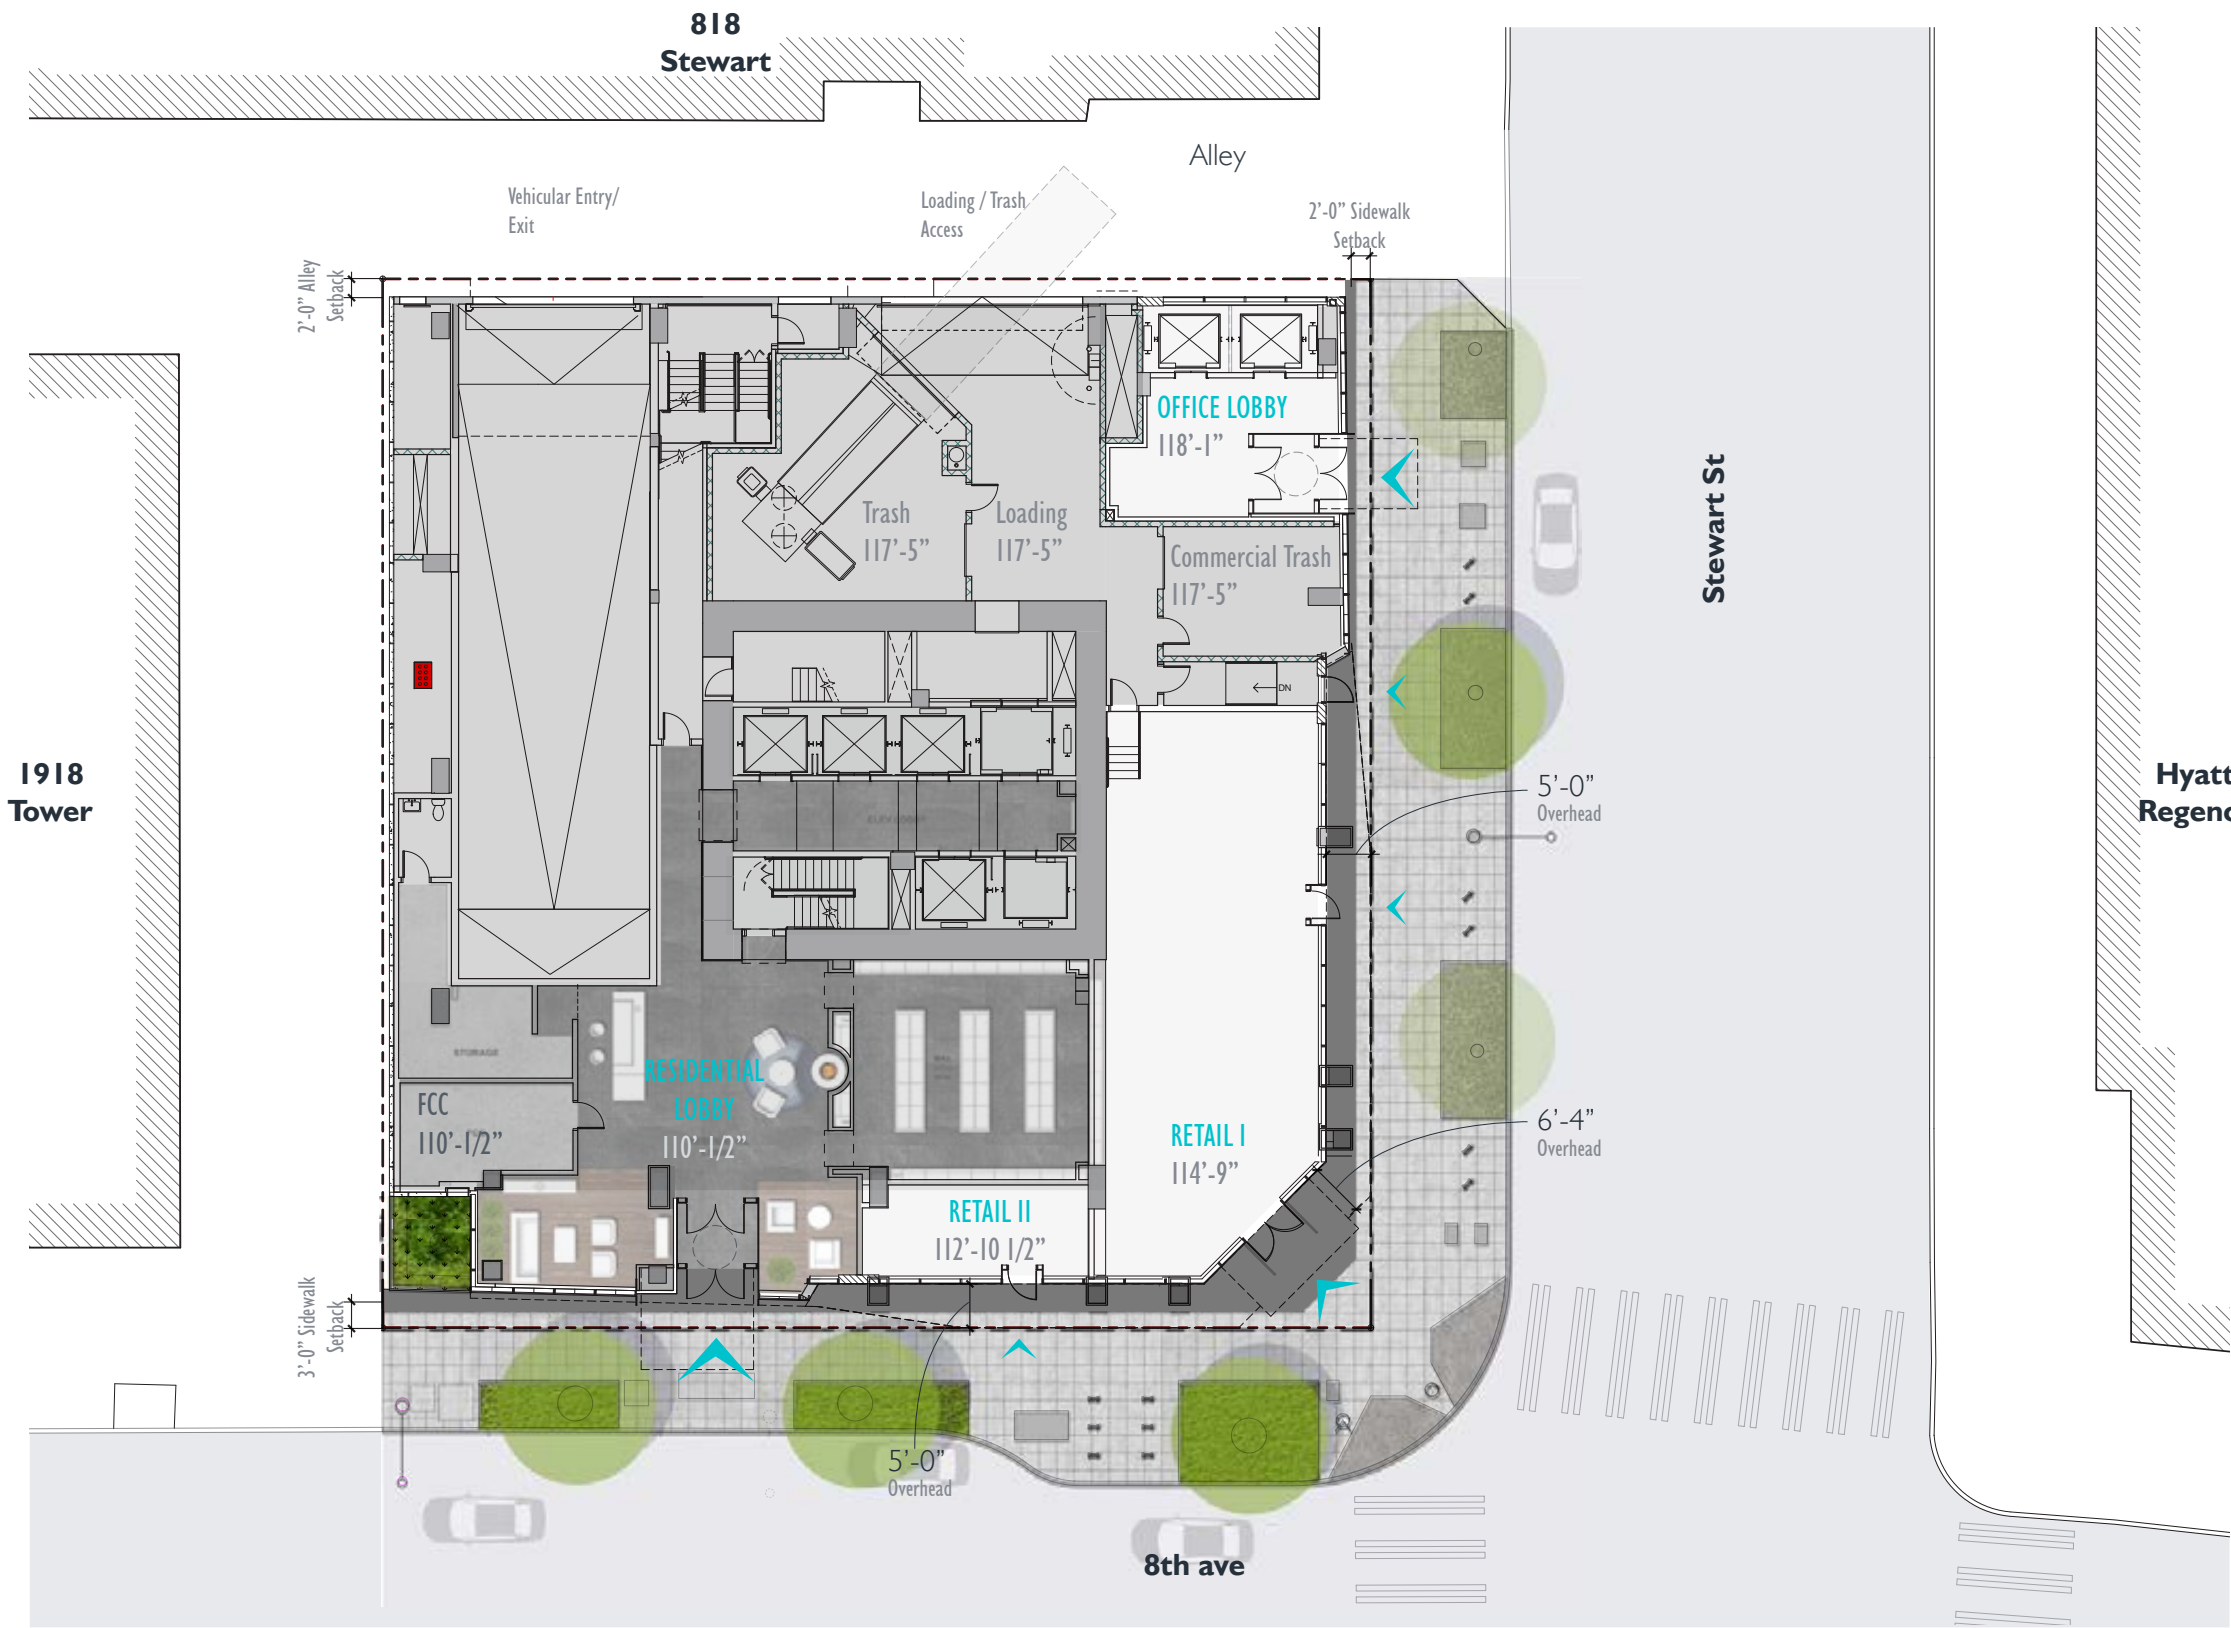 818
Stewart
Alley
Vehicular Entry/
Exit
Loading / Trash
Access
2’-0” Sidewalk
Setback
2’-0” Alley
Setback
OFFICE LOBBY
118’-1”
Trash
117’-5”
Loading
117’-5”
Commercial Trash
117’-5”
Stewart St
DN
1918
Tower
Hyatt
Regenc
5’-0”
Overhead
STORAGE
RESIDENTIAL
LOBBY
110’-1/2”
FCC
110’-1/2”
6’-4”
Overhead
RETAIL I
114’-9”
RETAIL II
112’-10 1/2”
3’-0” Sidewalk
Setback
5’-0”
Overhead
8th ave